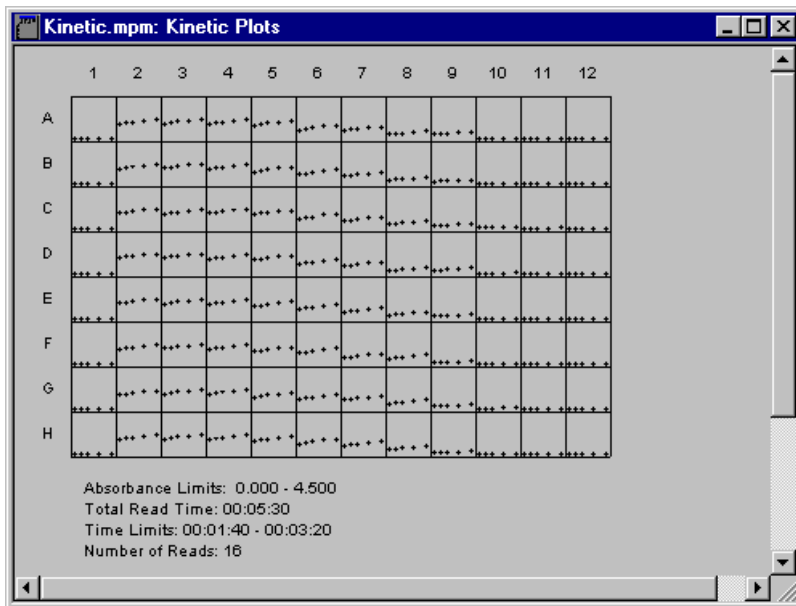 Kinetic.mpm: Kinetic Plots
1 2 3 4 5 6 7 8 9 10 11 12
A
B
C
D
E
F
G
H
Absorbance Limits: 0.000 - 4.500
Total Read Time: 00:05:30
Time Limits: 00:01:40 - 00:03:20
Number of Reads: 16